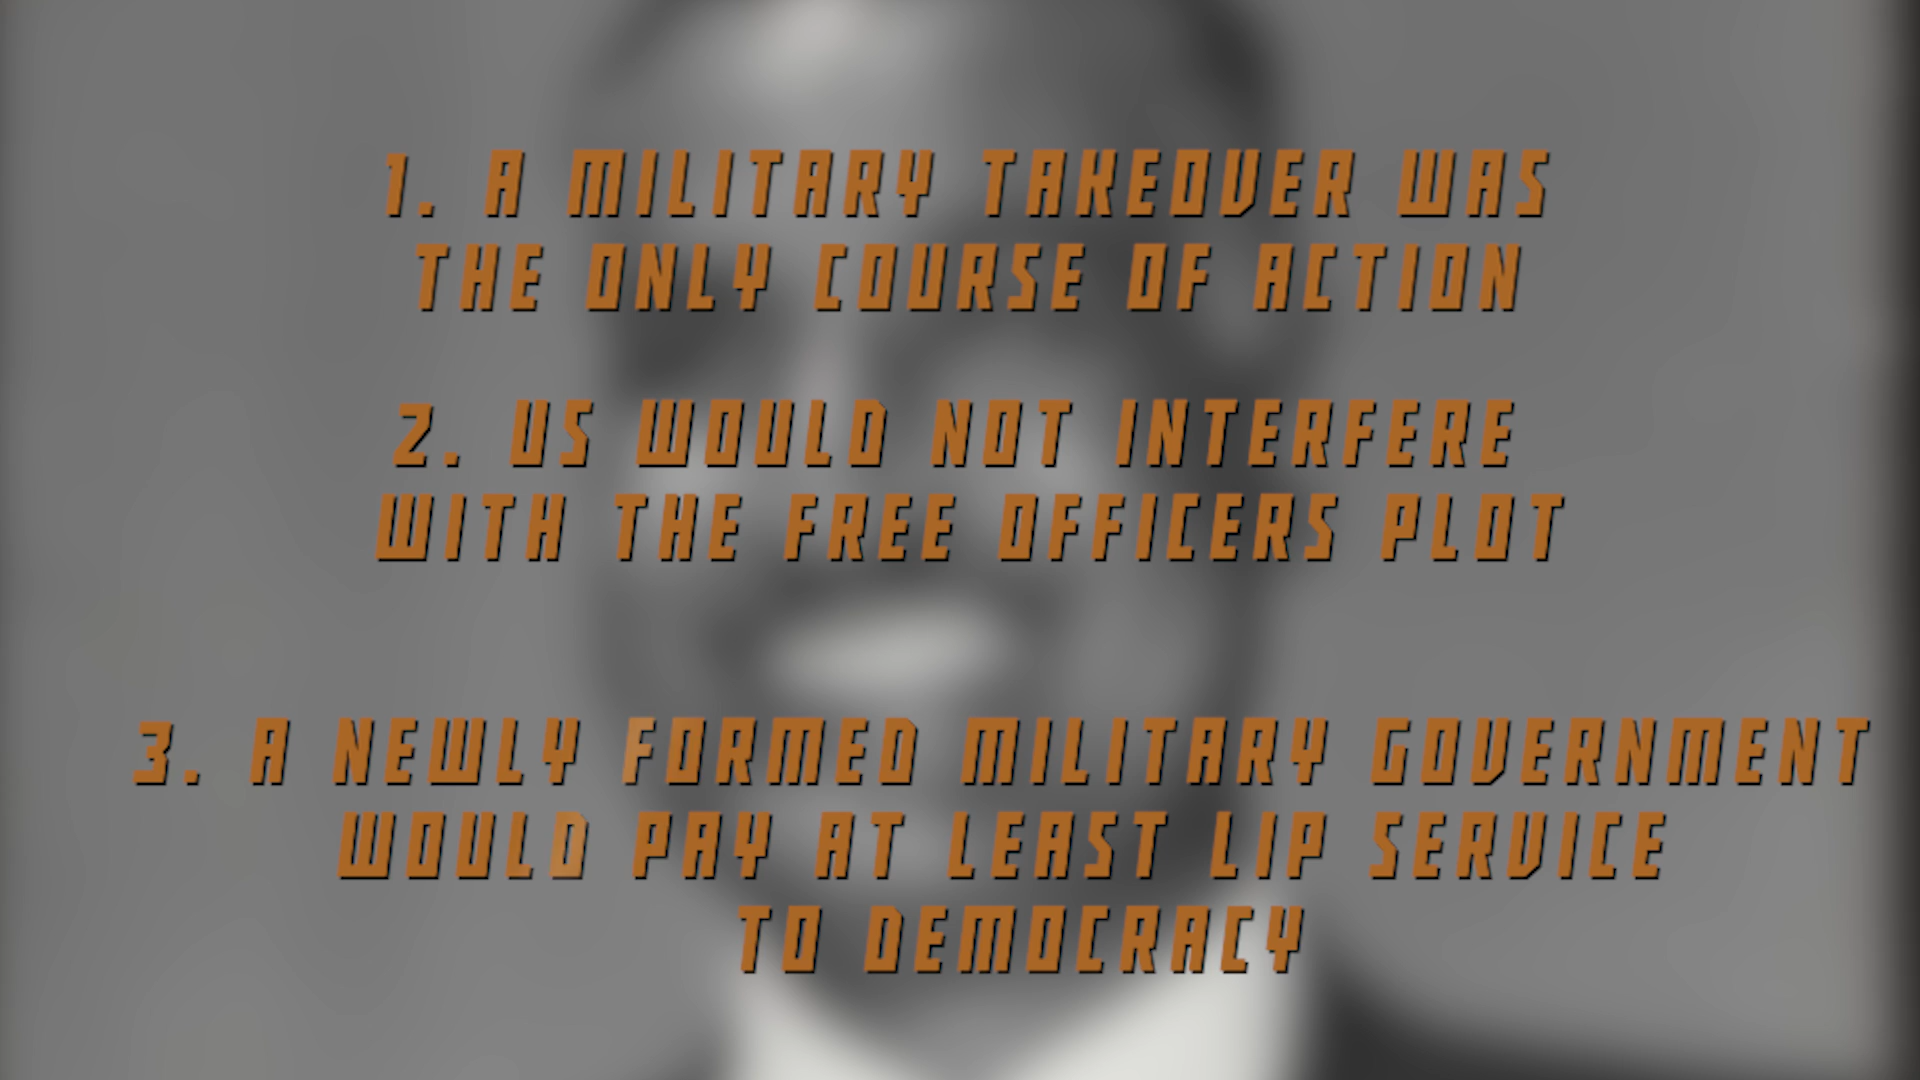 1. A MILITARY TAKEOVER WAS
THE ONLY COURSE OF ACTION
2. US WOULD NOT INTERFERE
WITH THE FREE OFFICERS PLOT
3. A NEWLY FORMED MILITARY GOVERNMENT
WOULD PAY AT LEAST LIP SERVICE
TO DEMOCRACY